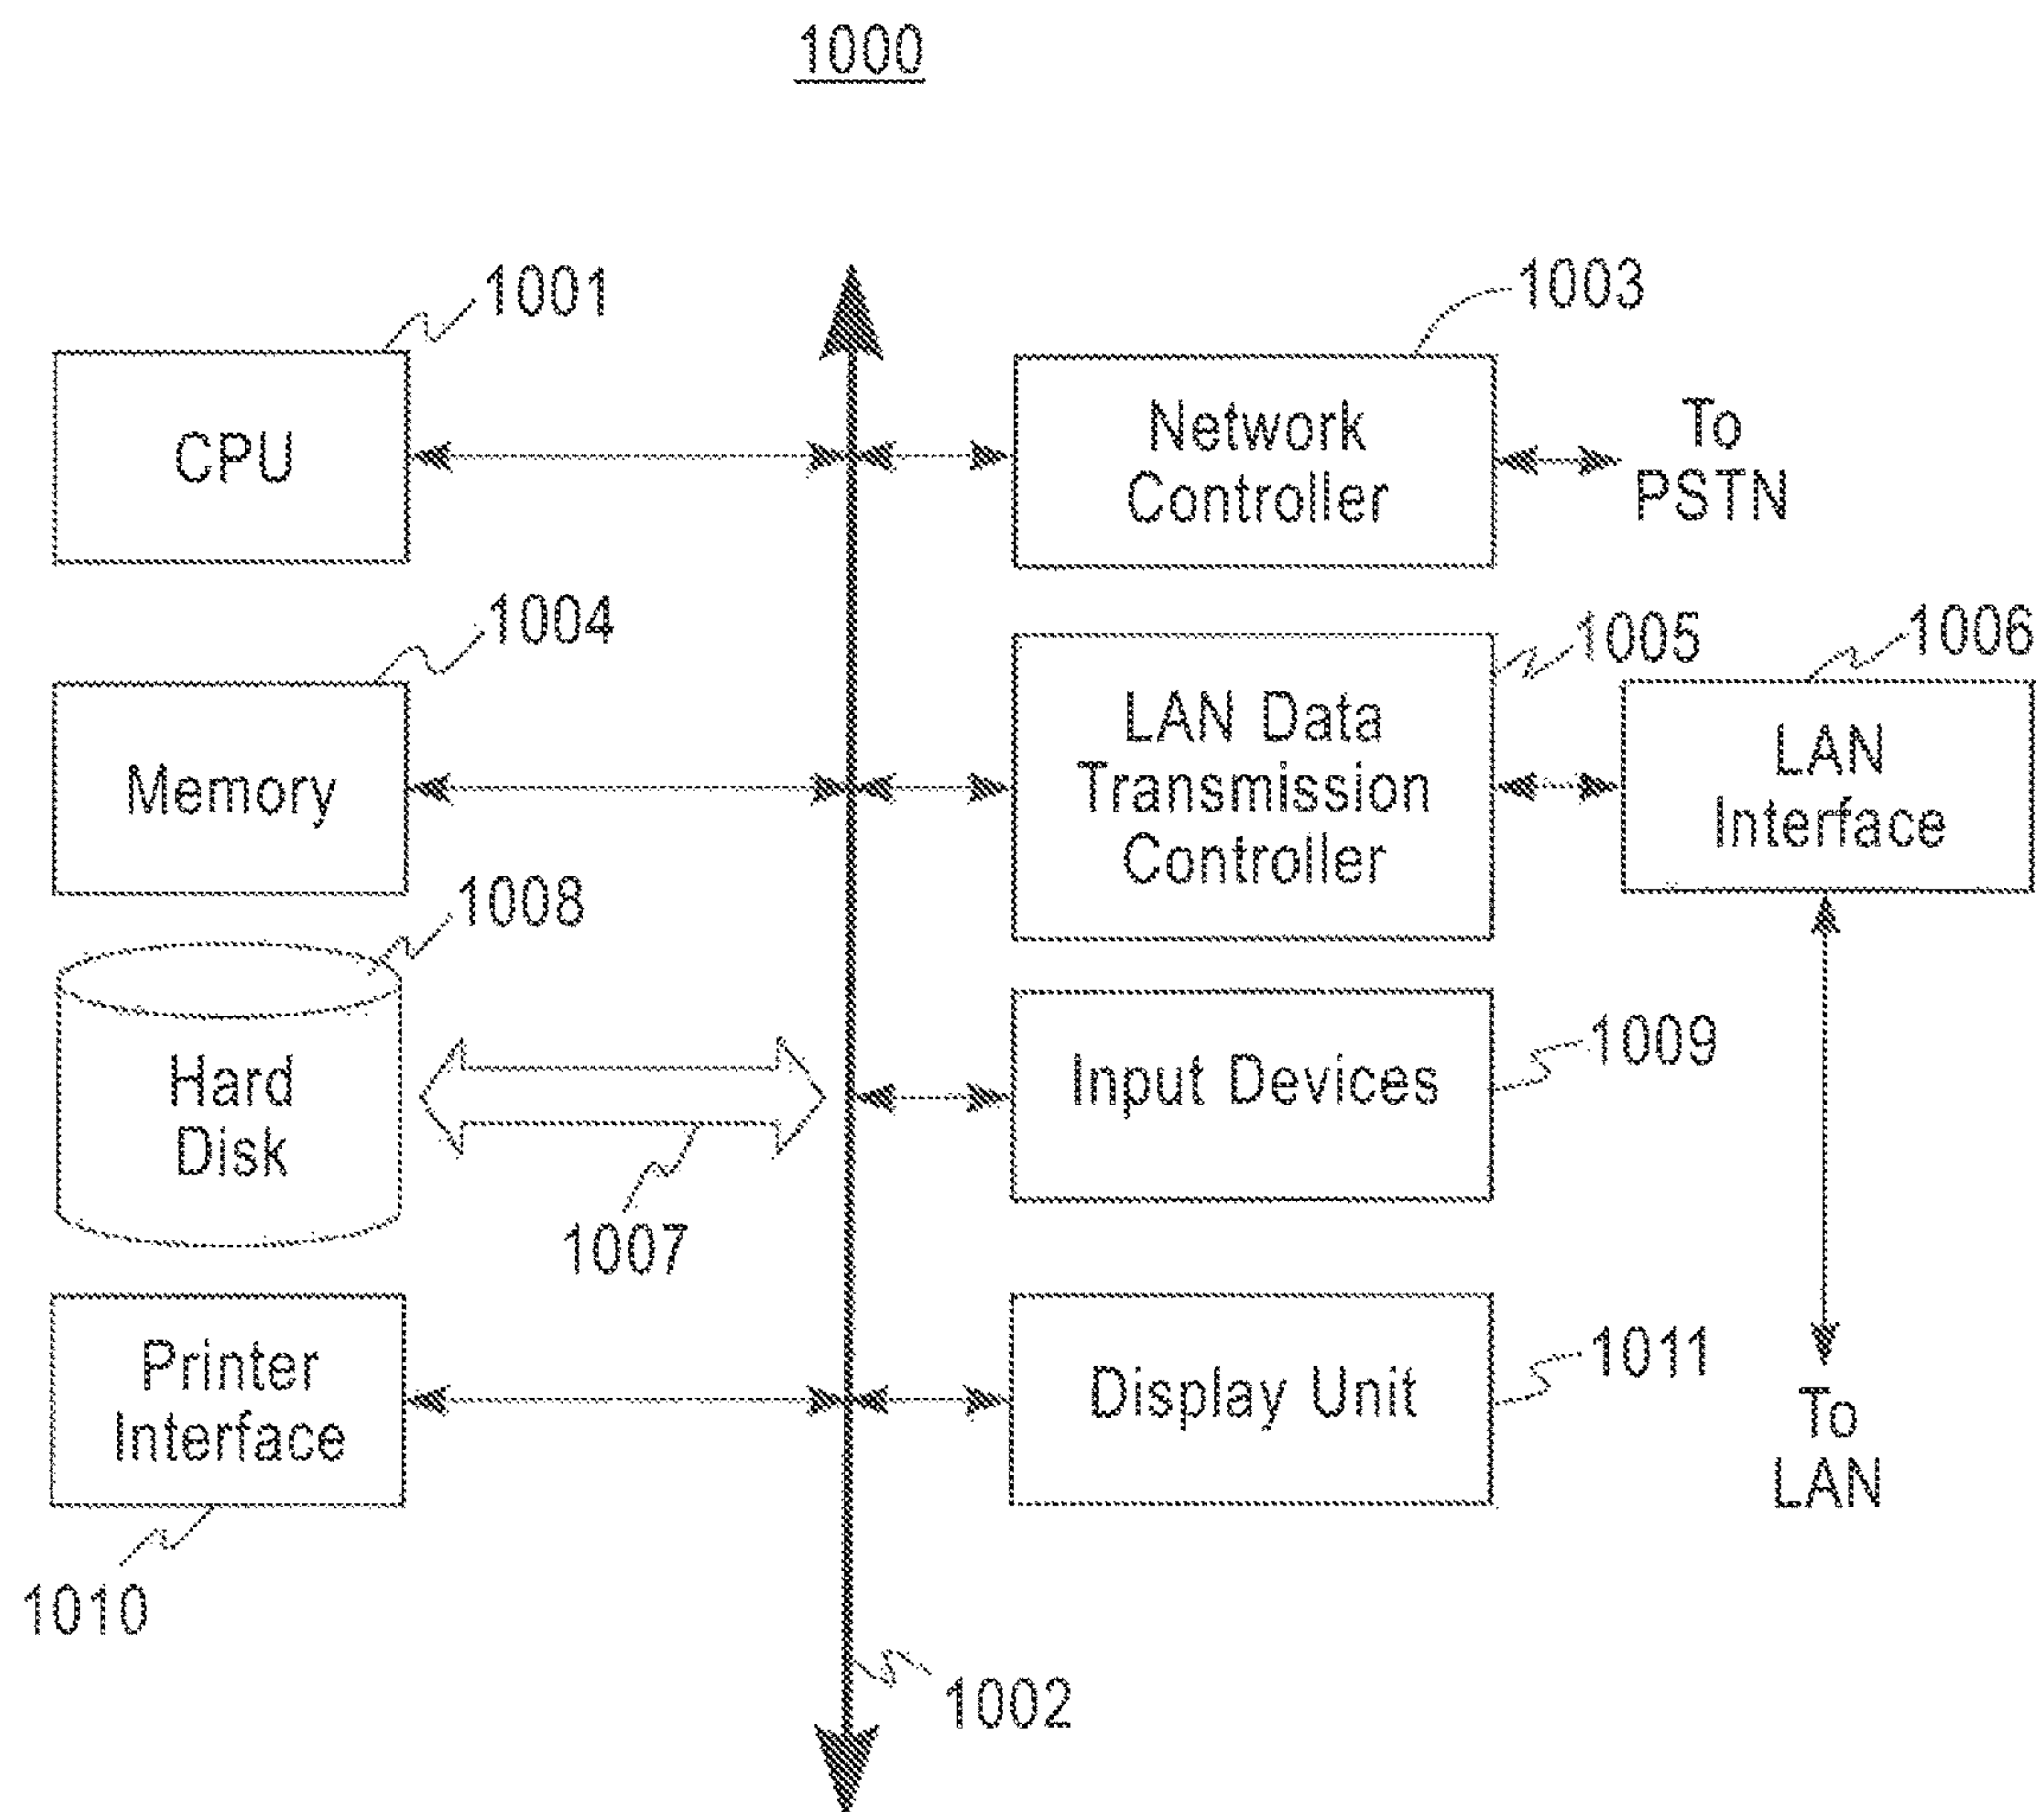 1000
1001
CPU
1003
Network
Controller
To
PSTN
1004
Memory
1005
LAN Data
Transmission
Controller
1006
LAN
Interface
1008
Hard
Disk
1007
1009
Input Devices
Printer
Interface
1010
1011
Display Unit
To
LAN
1002